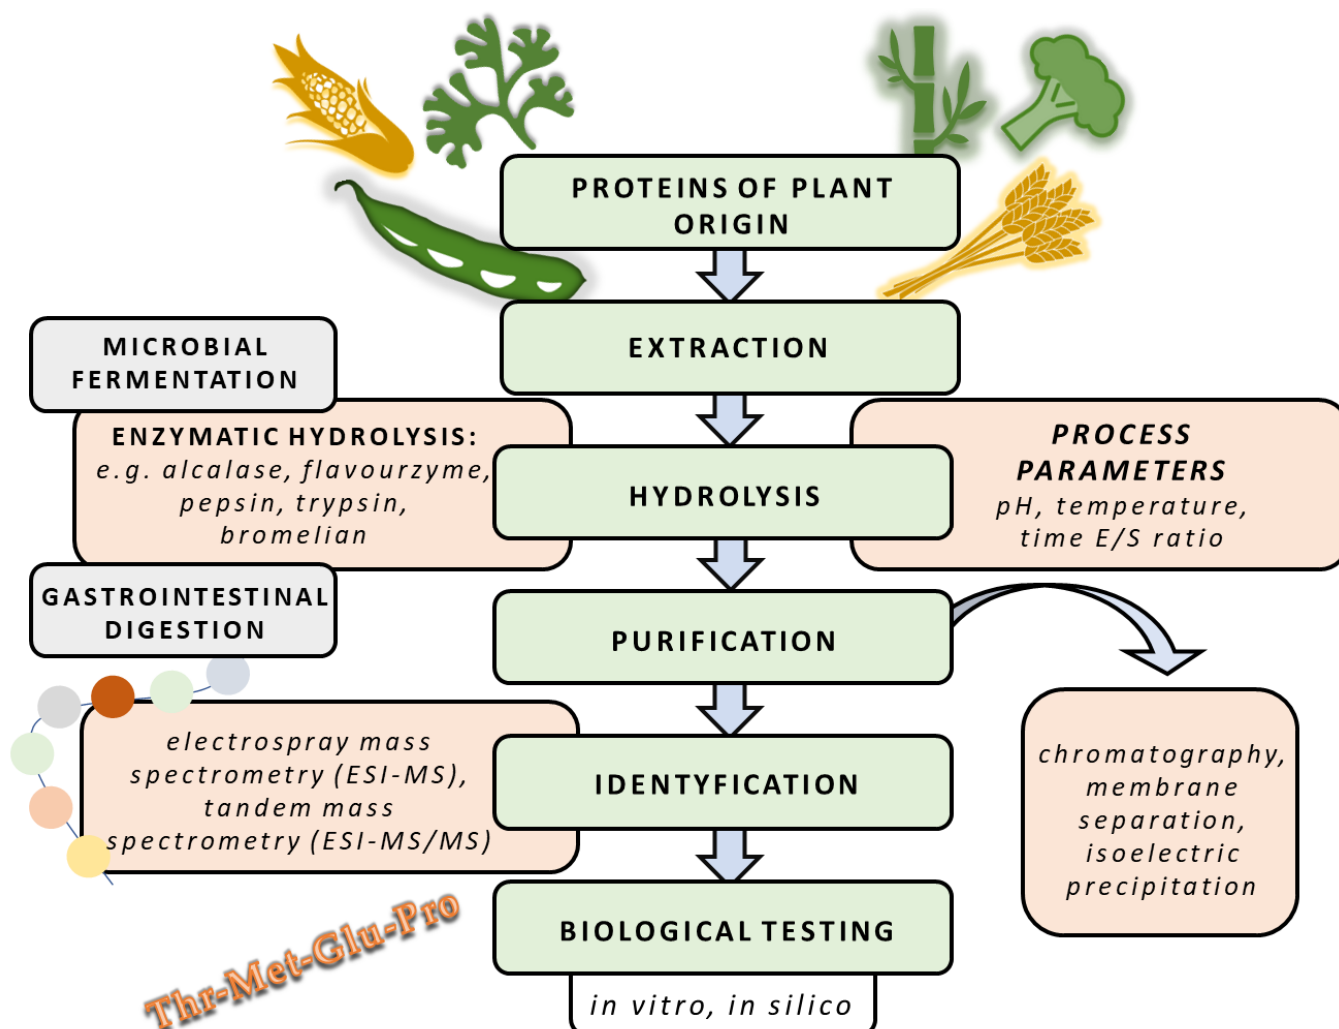 PROTEINS OF PLANT
ORIGIN
EXTRACTION
MICROBIAL
FERMENTATION
ENZYMATIC HYDROLYSIS:
e.g. alcalase, flavourzyme,
pepsin, trypsin,
bromelian
HYDROLYSIS
PROCESS
PARAMETERS
pH, temperature,
time E/S ratio
GASTROINTESTINAL
DIGESTION
PURIFICATION
chromatography,
membrane
separation,
isoelectric
precipitation
electrospray mass
spectrometry (ESI-MS),
tandem mass
spectrometry (ESI-MS/MS)
IDENTYFICATION
Thr-Met-Glu-Pro
BIOLOGICAL TESTING
in vitro, in silico